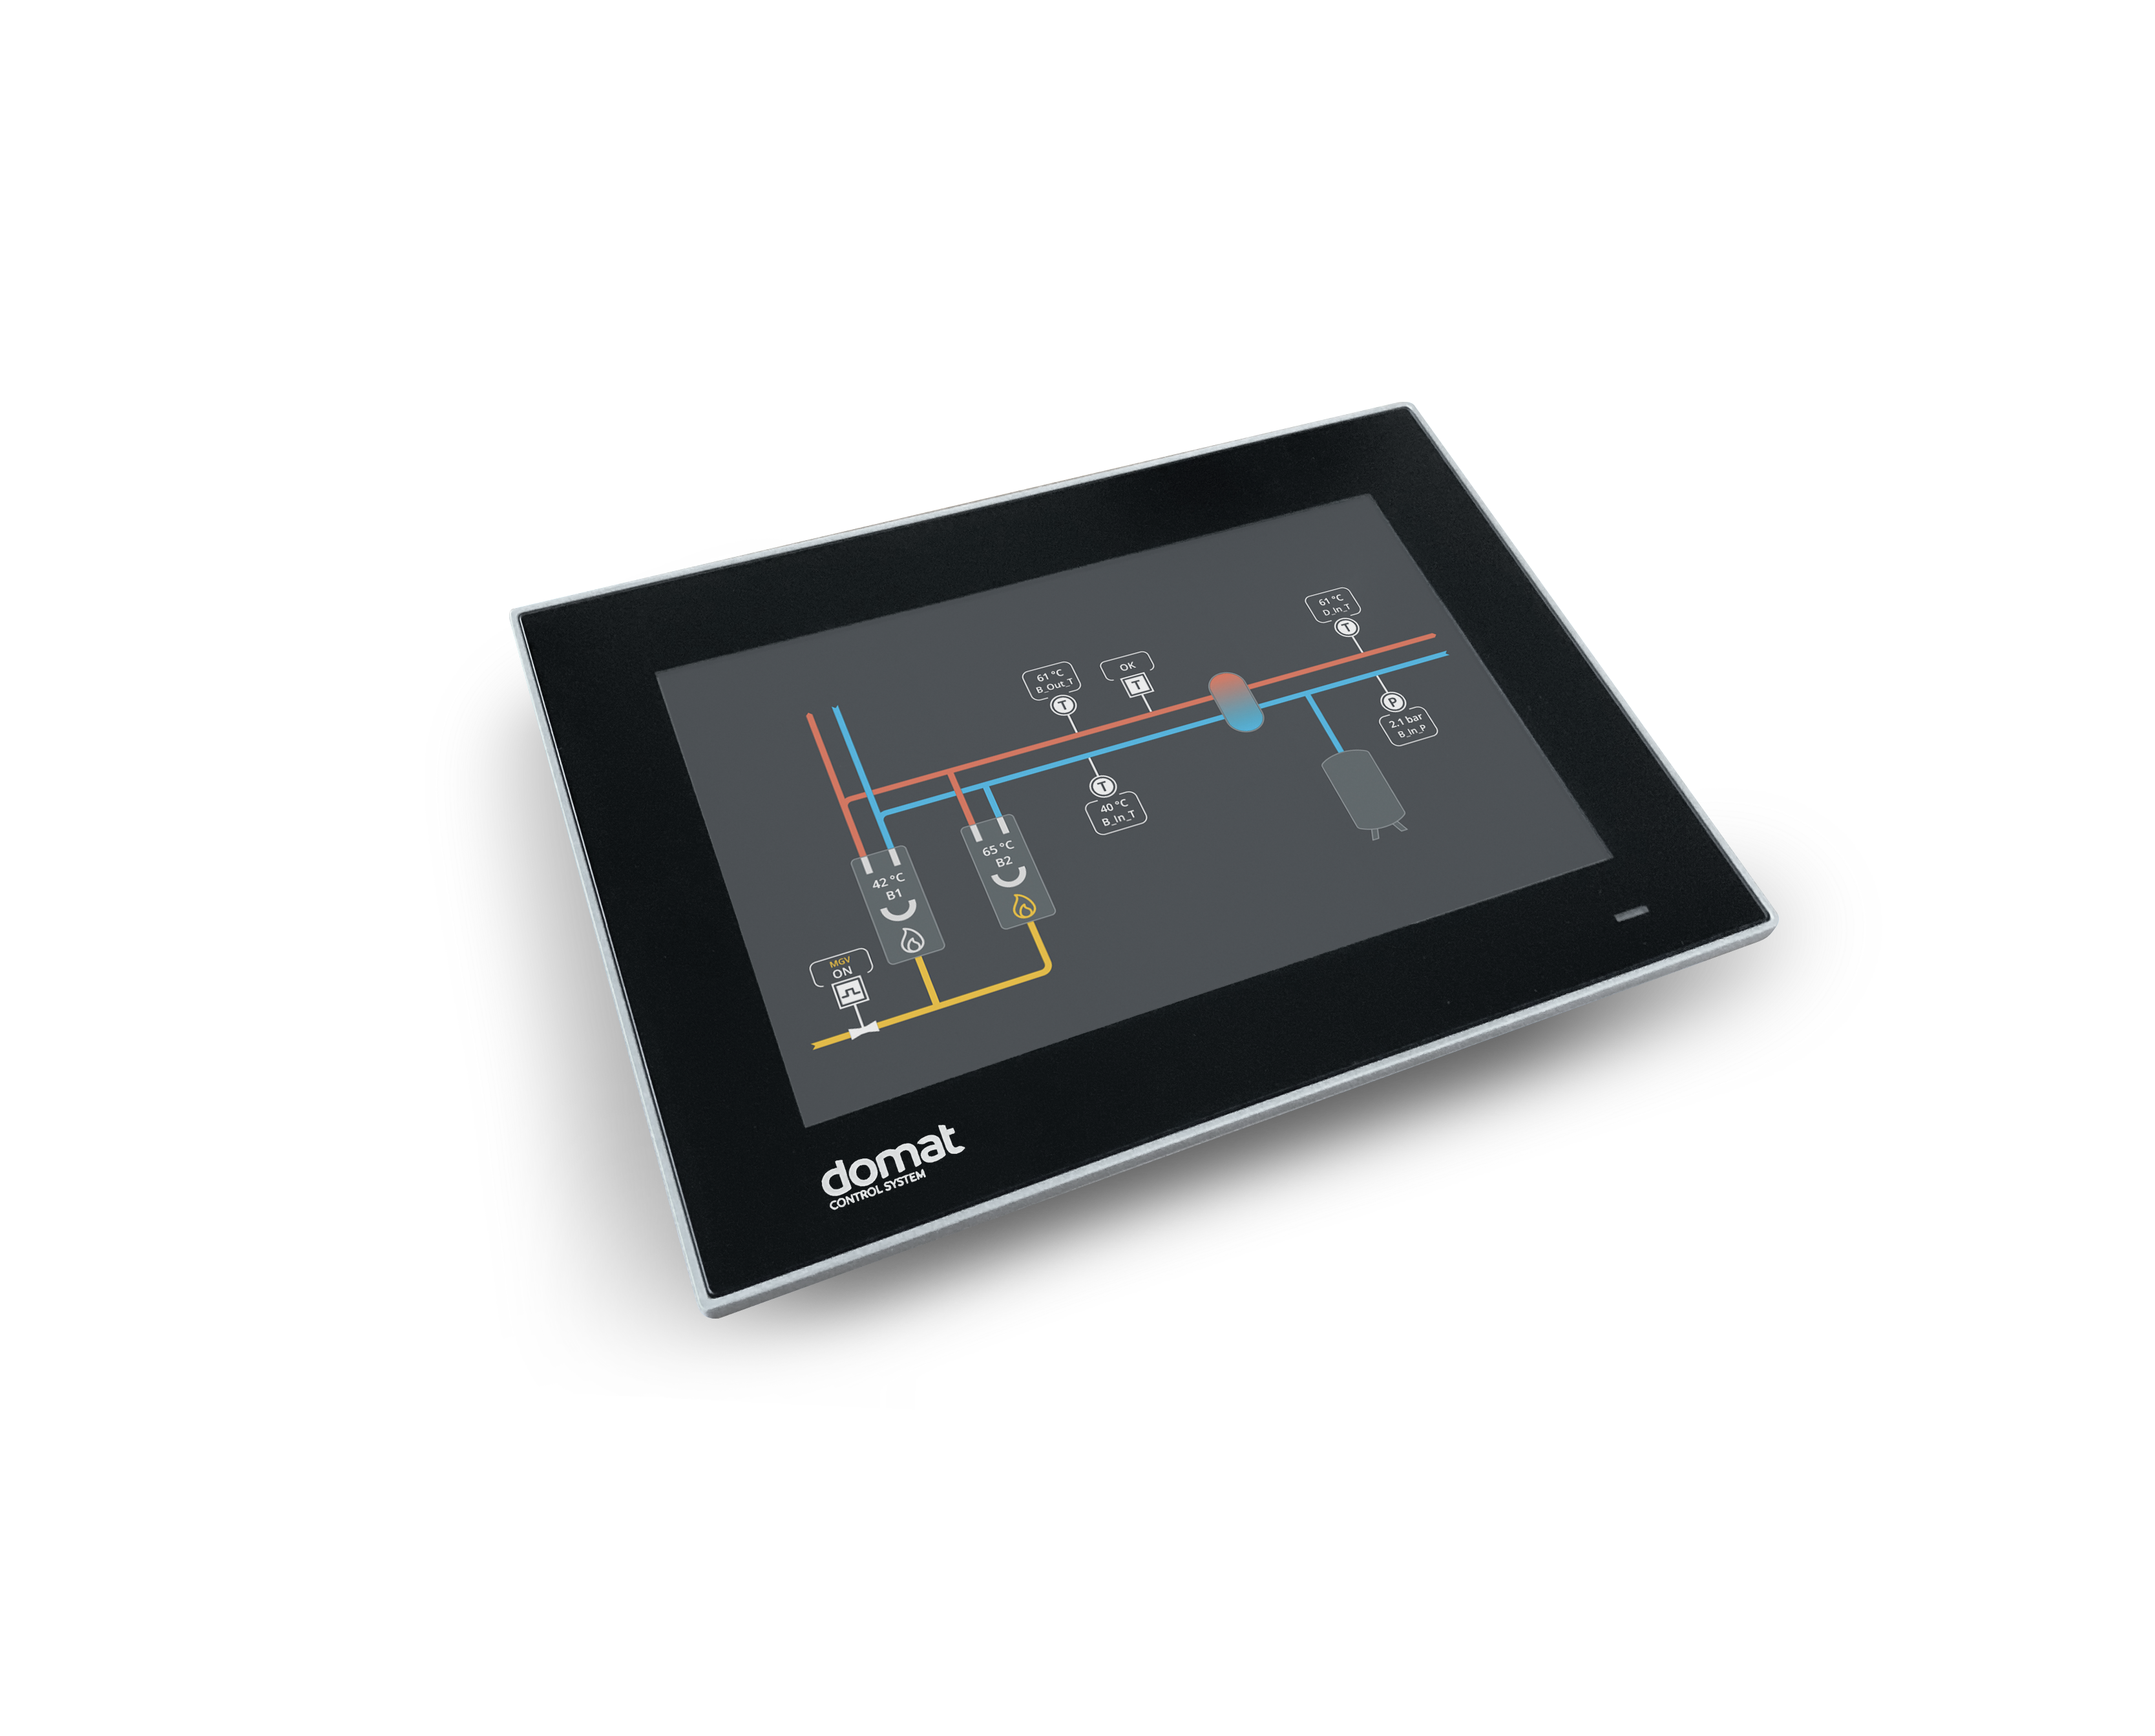 61 °C
D_In_T
T
61 °C
B_Out_T
T
OK
T
P
2.1 bar
B_In_P
T
40 °C
B_In_T
65 °C
B2
42 °C
B1
MGV
ON
domat
CONTROL SYSTEM